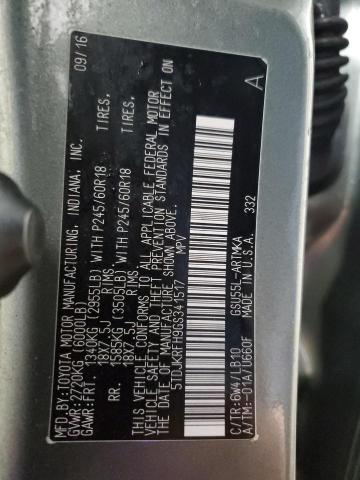 MFD.BY:TOYOTA MOTOR MANUFACTURING, INDIANA, INC. 09/16
GVWR:2720KG (6000LB)
GAWR:FRT. 1340KG (2955LB) WITH P245/60R18 TIRES,
18X7.5J RIMS
RR. 1585KG (3505LB) WITH P245/60R18 TIRES,
18X7.5J RIMS
THIS VEHICLE CONFORMS TO ALL APPLICABLE FEDERAL MOTOR
VEHICLE SAFETY AND THEFT PREVENTION STANDARDS IN EFFECT ON
THE DATE OF MANUFACTURE SHOWN ABOVE.
5TDJKRFH9GS341517 MPV
C/TR:6W4/LB10 GSU55L-ARTMKA
A/TM:-01A/U660F MADE IN U.S.A. 332
A